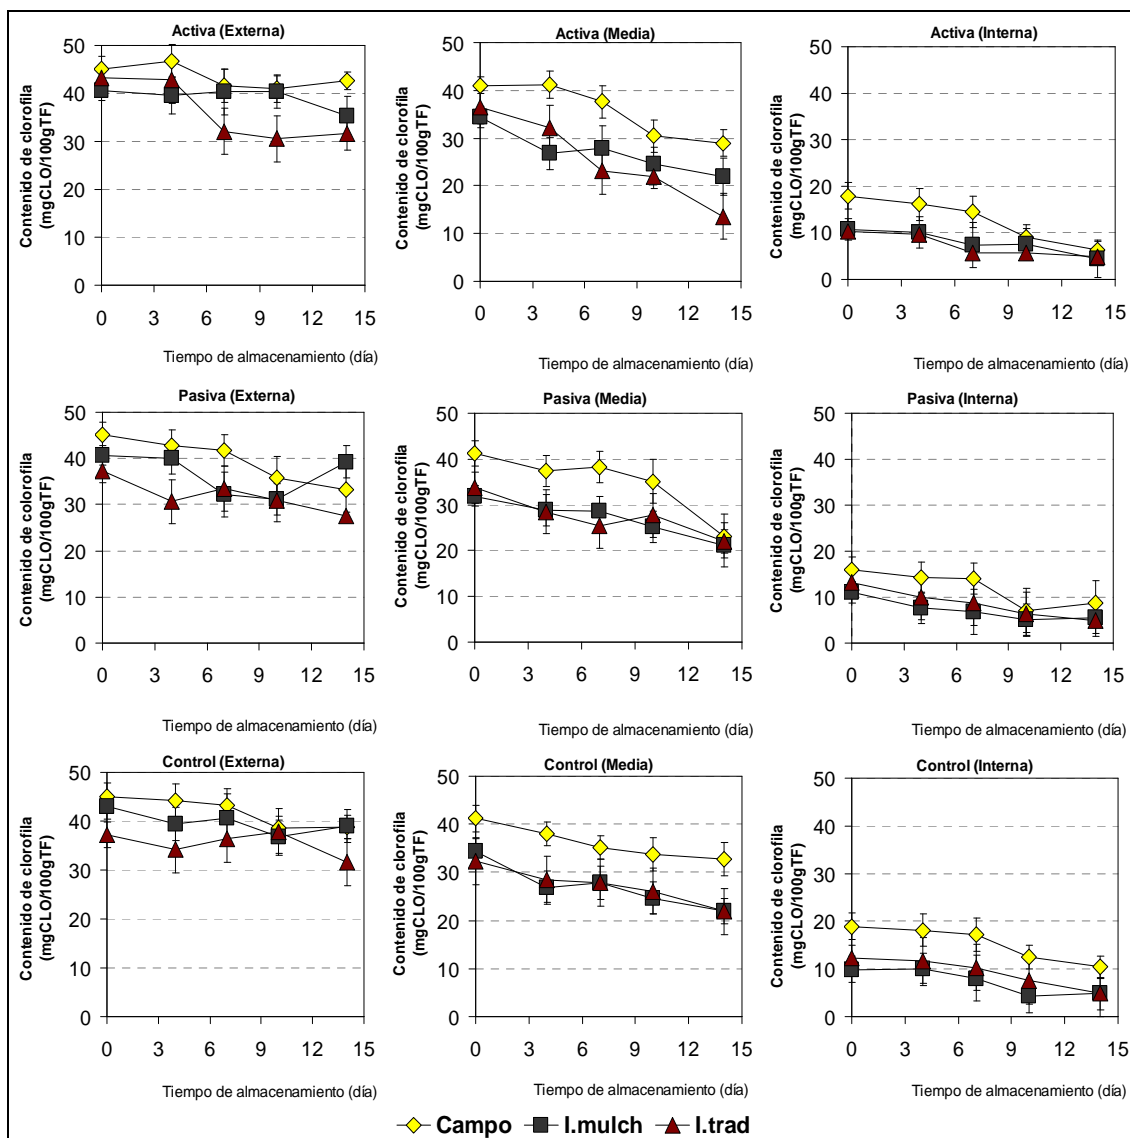 Activa (Externa)
Contenido de clorofila
(mgCLO/100gTF)
50
40
30
20
10
0
0 3 6 9 12 15
Tiempo de almacenamiento (día)
Activa (Media)
Contenido de clorofila
(mgCLO/100gTF)
50
40
30
20
10
0
0 3 6 9 12 15
Tiempo de almacenamiento (día)
Activa (Interna)
Contenido de clorofila
(mgCLO/100gTF)
50
40
30
20
10
0
0 3 6 9 12 15
Tiempo de almacenamiento (día)
Pasiva (Externa)
Contenido de colorofila
(mgCLO/100gTF)
50
40
30
20
10
0
0 3 6 9 12 15
Tiempo de almacenamiento (día)
Pasiva (Media)
Contenido de clorofila
(mgCLO/100gTF)
50
40
30
20
10
0
0 3 6 9 12 15
Tiempo de almacenamiento (día)
Pasiva (Interna)
Contenido de clorofila
(mgCLO/100gTF)
50
40
30
20
10
0
0 3 6 9 12 15
Tiempo de almacenamiento (día)
Control (Externa)
Contenido de clorofila
(mgCLO/100gTF)
50
40
30
20
10
0
0 3 6 9 12 15
Tiempo de almacenamiento (día)
Control (Media)
Contenido de clorofila
(mgCLO/100gTF)
50
40
30
20
10
0
0 3 6 9 12 15
Tiempo de almacenamiento (día)
Control (Interna)
Contenido de clorofila
(mgCLO/100gTF)
50
40
30
20
10
0
0 3 6 9 12 15
Tiempo de almacenamiento (día)
Campo I.mulch I.trad